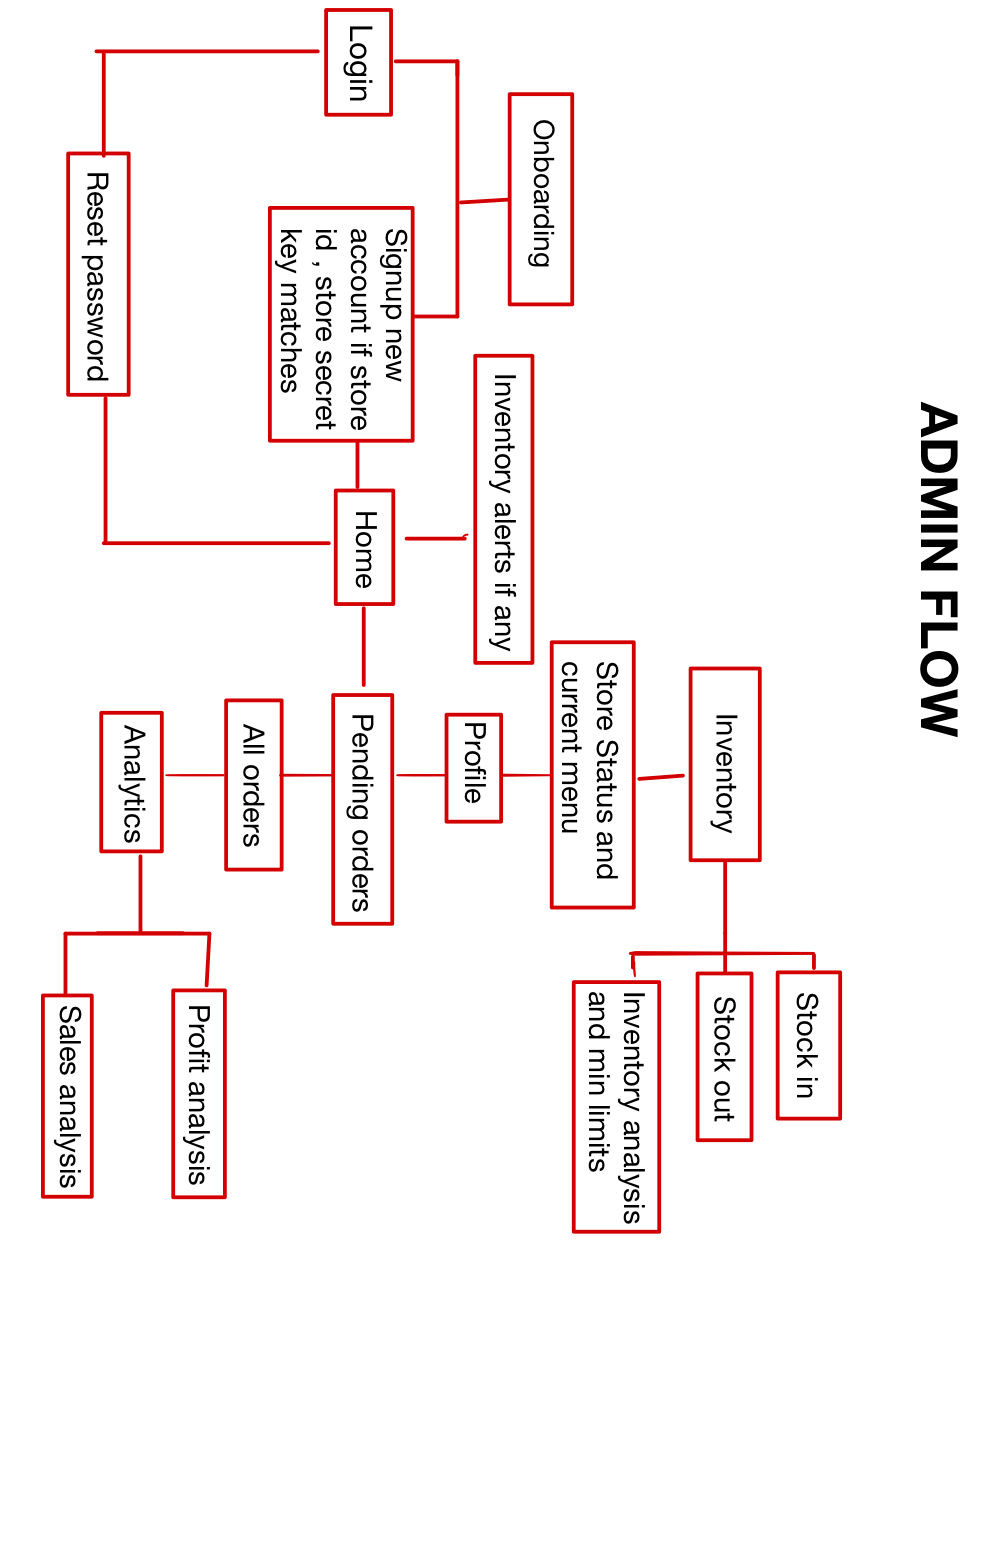 ADMIN FLOW
Stock in
Inventory
Stock out
Inventory analysis
and min limits
Store Status and
current menu
Onboarding
Inventory alerts if any
Profile
Login
Signup new
account if store
id , store secret
key matches
Home
Pending orders
All orders
Profit analysis
Analytics
Reset password
Sales analysis